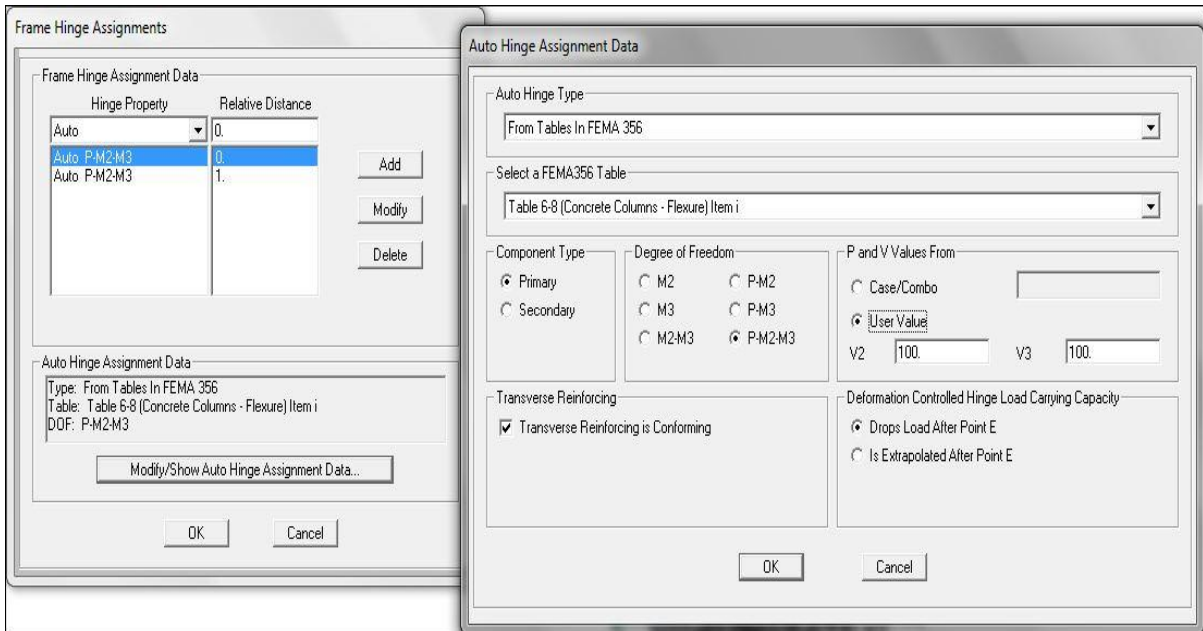 Frame Hinge Assignments
Frame Hinge Assignment Data
Hinge Property Relative Distance
Auto 0.
Auto P-M2-M3 0.
Auto P-M2-M3 1.
Add
Modify
Delete
Auto Hinge Assignment Data
Type: From Tables In FEMA 356
Table: Table 6-8 (Concrete Columns - Flexure) Item i
DOF: P-M2-M3
Modify/Show Auto Hinge Assignment Data...
OK Cancel
Auto Hinge Assignment Data
Auto Hinge Type
From Tables In FEMA 356
Select a FEMA356 Table
Table 6-8 (Concrete Columns - Flexure) Item i
Component Type
Primary
Secondary
Degree of Freedom
M2 P-M2
M3 P-M3
M2-M3 P-M2-M3
P and V Values From
Case/Combo
User Value
V2 100. V3 100.
Transverse Reinforcing
Transverse Reinforcing is Conforming
Deformation Controlled Hinge Load Carrying Capacity
Drops Load After Point E
Is Extrapolated After Point E
OK Cancel